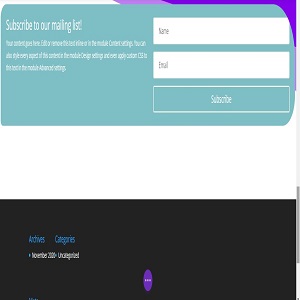 Subscribe to our mailing list!
Your content goes here. Edit or remove this text inline or in the module Content settings. You can
also style every aspect of this content in the module Design settings and even apply custom CSS to
this text in the module Advanced settings.
Name
Email
Subscribe
Archives
Categories
November 2020
Uncategorized